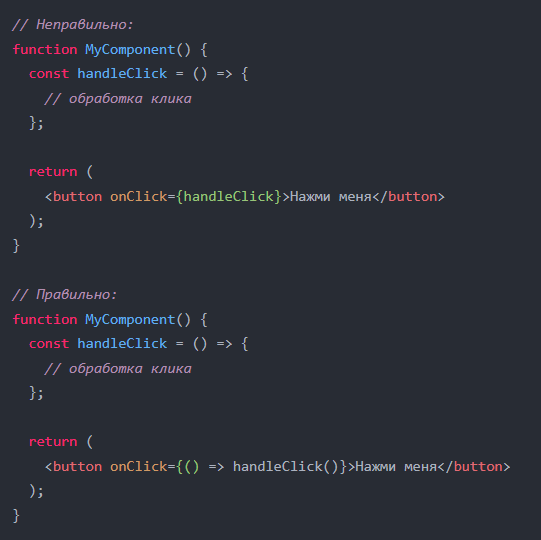 // Неправильно:
function MyComponent() {
  const handleClick = () => {
    // обработка клика
  };

  return (
    <button onClick={handleClick}>Нажми меня</button>
  );
}

// Правильно:
function MyComponent() {
  const handleClick = () => {
    // обработка клика
  };

  return (
    <button onClick={() => handleClick()}>Нажми меня</button>
  );
}